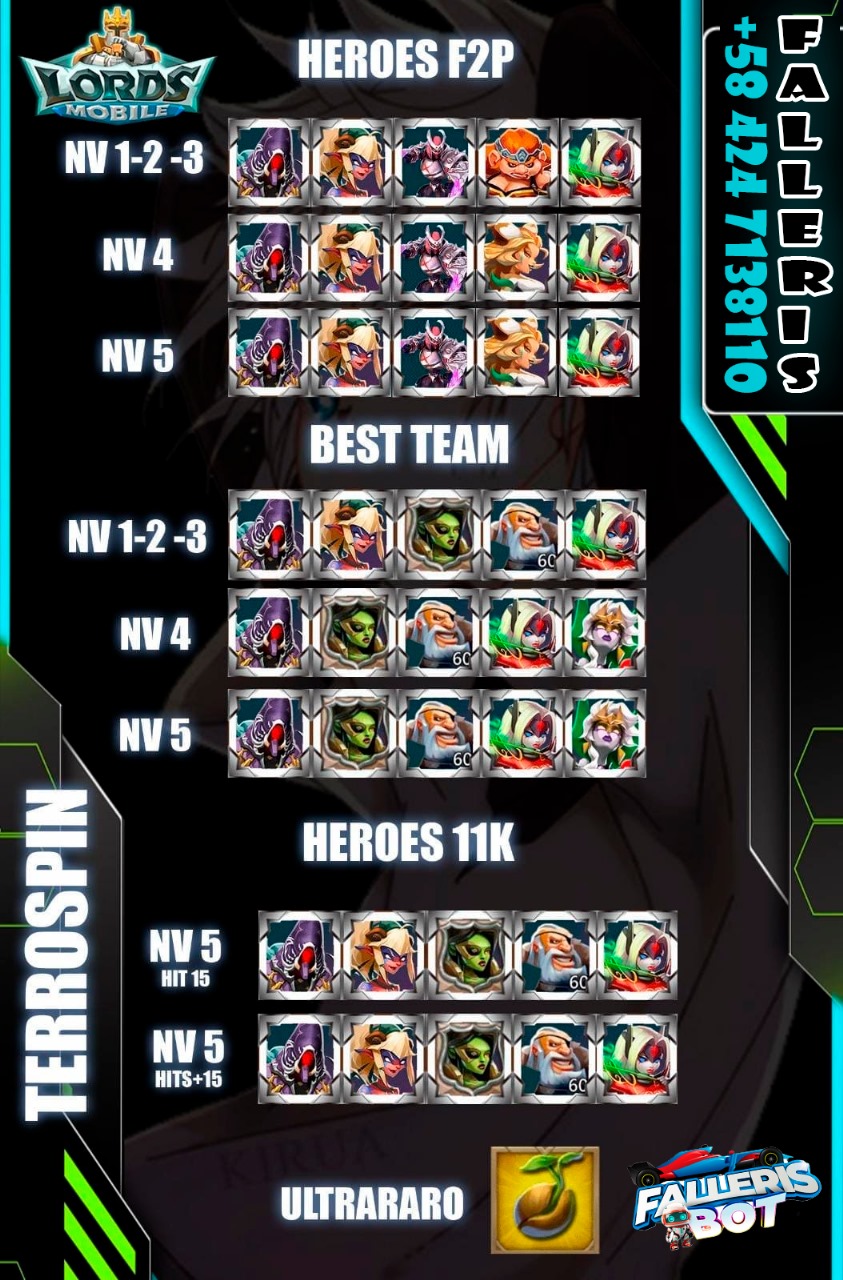 LORDS
MOBILE
HEROES F2P
NV 1-2 -3
NV 4
NV 5
BEST TEAM
NV 1-2 -3
60
NV 4
60
NV 5
60
HEROES 11K
NV 5
HIT 15
60
NV 5
HITS+15
60
KIRUA
ULTRARARO
TERROSPIN
FALLERIS
+58 424 7138110
FALLERIS
BOT